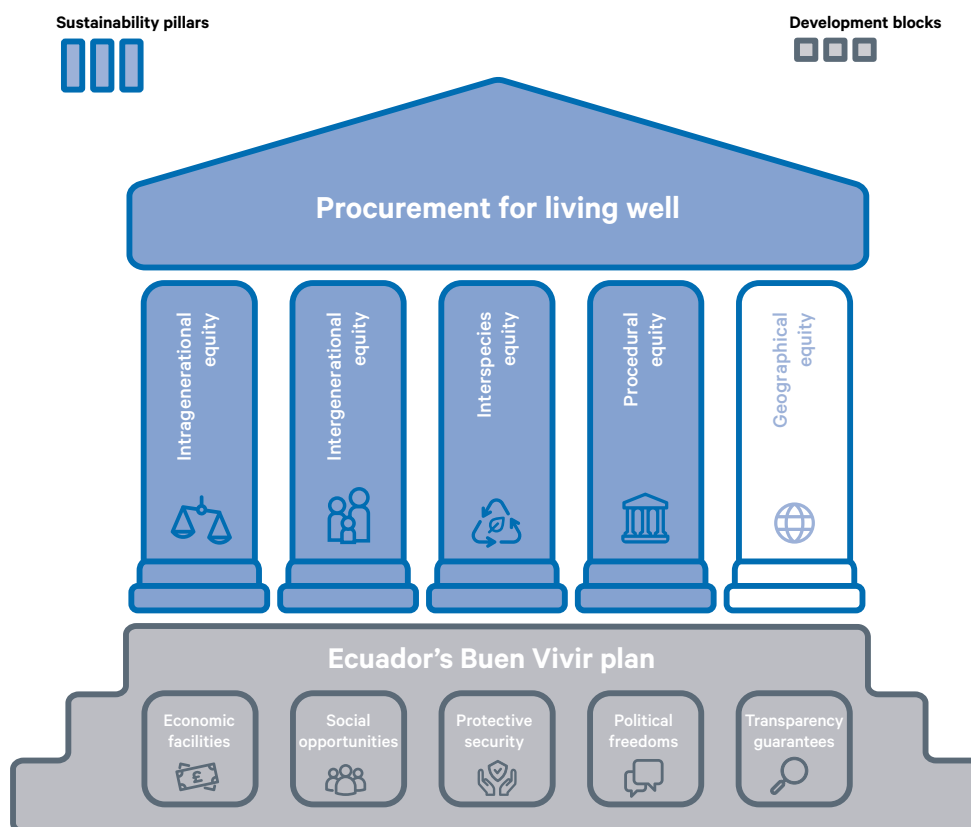 Sustainability pillars
Development blocks
Procurement for living well
Intragenerational
equity
Intergenerational
equity
Interspecies
equity
Procedural
equity
Geographical
equity
Ecuador’s Buen Vivir plan
Economic
facilities
£
Social
opportunities
Protective
security
Political
freedoms
Transparency
guarantees